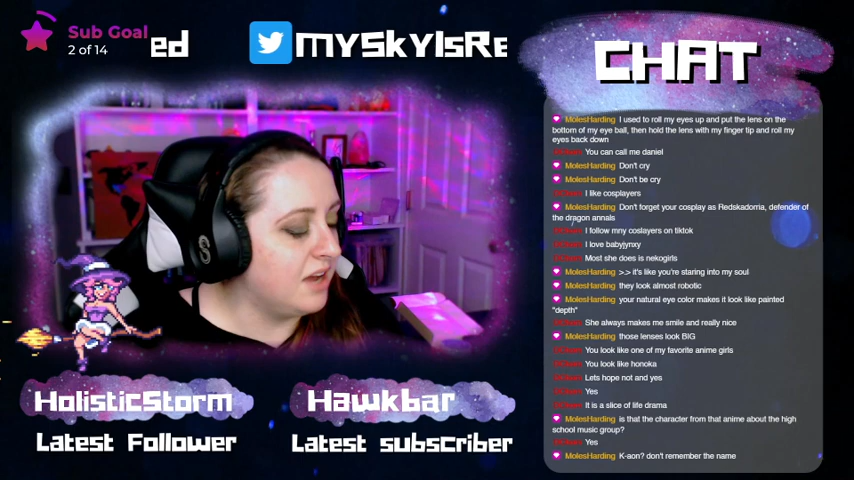 Sub Goal
2 of 14
ed
MYSKYISRE
CHAT
MolesHarding I used to roll my eyes up and put the lens on the
bottom of my eye ball, then hold the lens with my finger tip and roll my
eyes back down
You can call me daniel
MolesHarding Don't cry
MolesHarding Don't be cry
I like cosplayers
MolesHarding Don't forget your cosplay as Redskadorria, defender of
the dragon annals
I follow mny coslayers on tiktok
I love babyjynxy
Most she does is nekogirls
MolesHarding >.> it's like you're staring into my soul
MolesHarding they look almost robotic
MolesHarding your natural eye color makes it look like painted
"depth"
She always makes me smile and really nice
MolesHarding those lenses look BIG
You look like one of my favorite anime girls
You look like honoka
Lets hope not and yes
Yes
It is a slice of life drama
MolesHarding is that the character from that anime about the high
school music group?
Yes
MolesHarding K-aon? don't remember the name
HolisticStorm
Latest Follower
Hawkbar
Latest subscriber